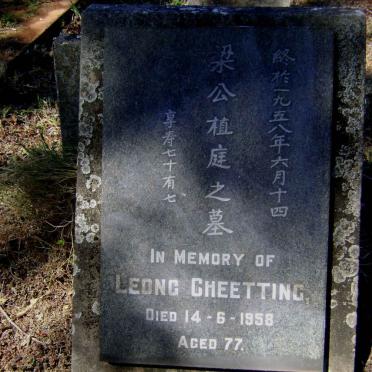 終於一九五八年六月十四
梁公植庭之墓
享寿七十有七
IN MEMORY OF
LEONG CHEETTING,
DIED 14-6-1958
AGED 77.